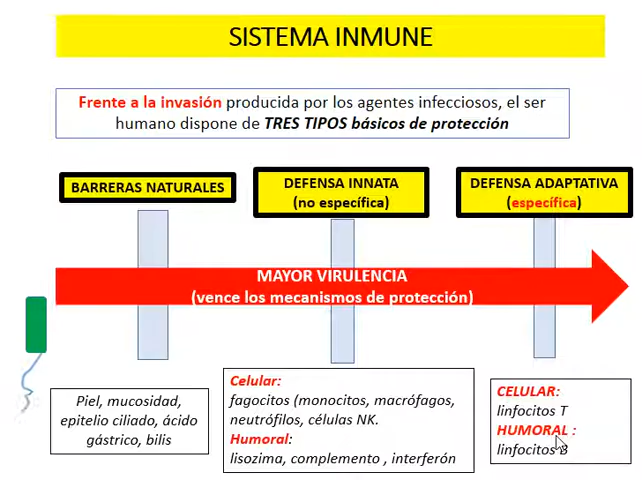 SISTEMA INMUNE
Frente a la invasión producida por los agentes infecciosos, el ser
humano dispone de TRES TIPOS básicos de protección
BARRERAS NATURALES
DEFENSA INNATA
(no específica)
DEFENSA ADAPTATIVA
(específica)
MAYOR VIRULENCIA
(vence los mecanismos de protección)
Piel, mucosidad,
epitelio ciliado, ácido
gástrico, bilis
Celular:
fagocitos (monocitos, macrófagos,
neutrófilos, células NK.
Humoral:
lisozima, complemento , interferón
CELULAR:
linfocitos T
HUMORAL :
linfocitos B